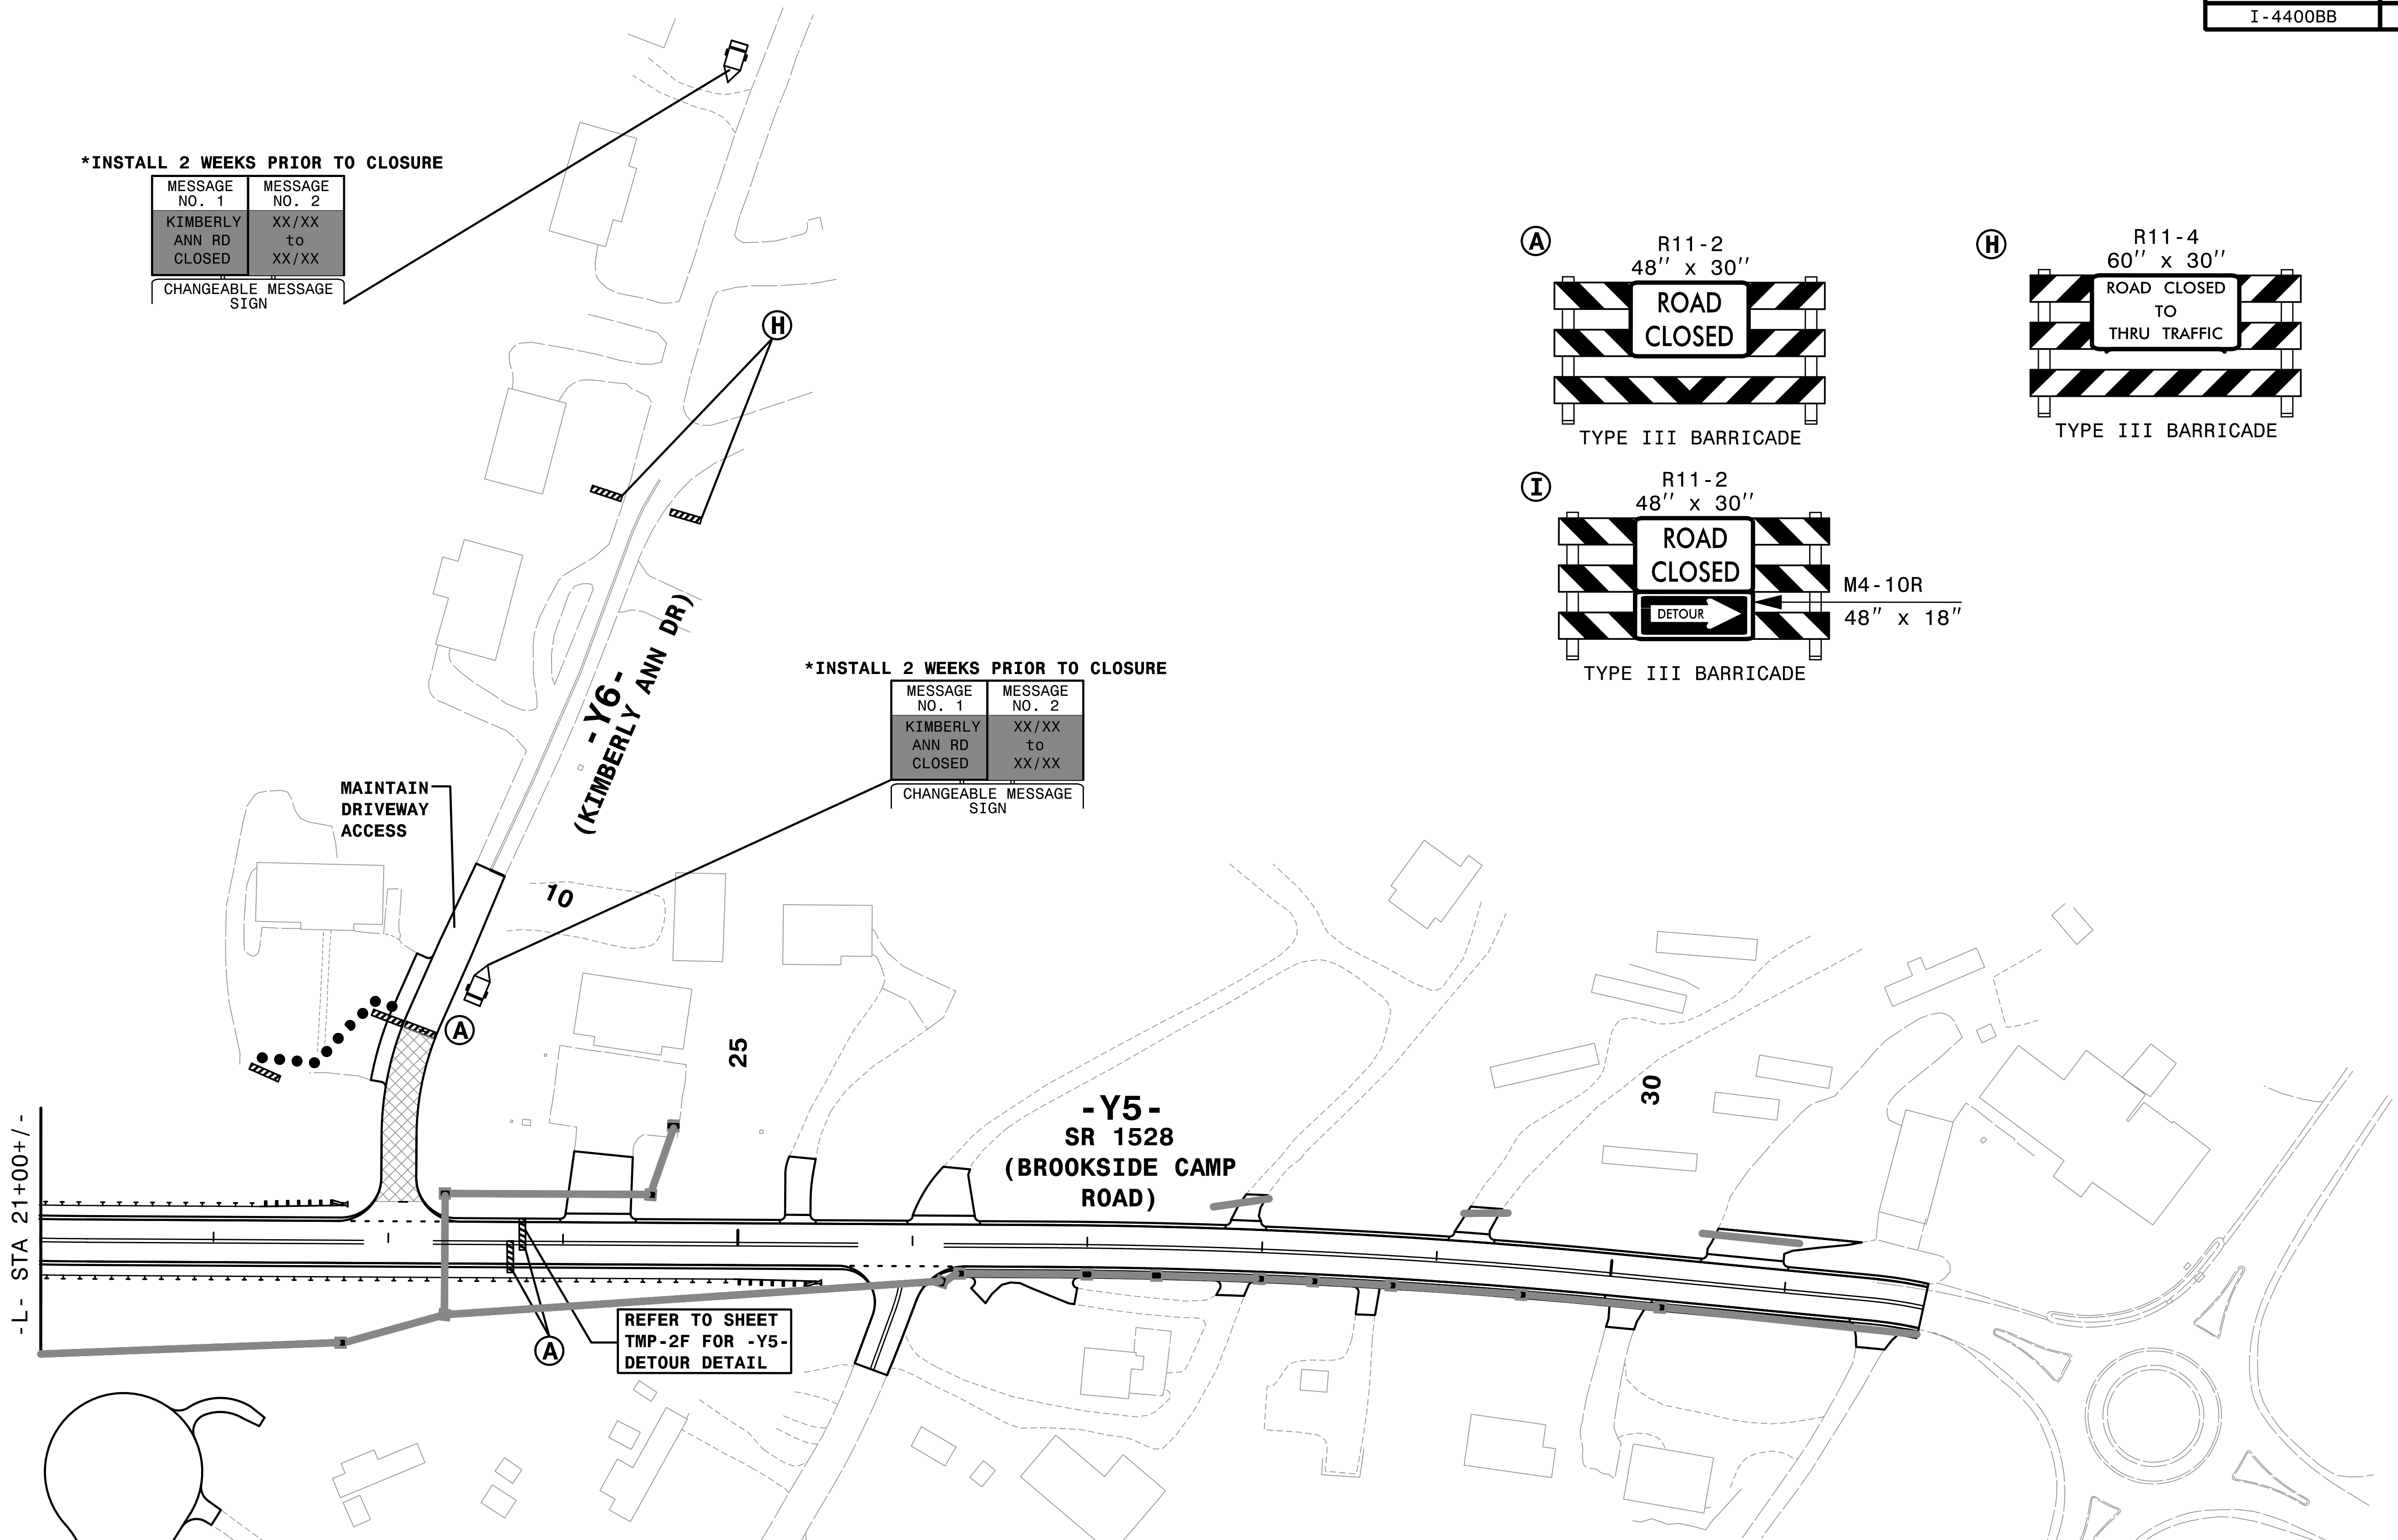 I-4400BB
*INSTALL 2 WEEKS PRIOR TO CLOSURE
MESSAGE NO. 1
MESSAGE NO. 2
KIMBERLY
ANN RD
CLOSED
XX/XX
to
XX/XX
CHANGEABLE MESSAGE
SIGN
H
A
R11-2
48" x 30"
ROAD
CLOSED
TYPE III BARRICADE
H
R11-4
60" x 30"
ROAD CLOSED
TO
THRU TRAFFIC
TYPE III BARRICADE
I
R11-2
48" x 30"
ROAD
CLOSED
DETOUR
M4-10R
48" x 18"
TYPE III BARRICADE
-Y6-
(KIMBERLY ANN DR)
*INSTALL 2 WEEKS PRIOR TO CLOSURE
MESSAGE NO. 1
MESSAGE NO. 2
KIMBERLY
ANN RD
CLOSED
XX/XX
to
XX/XX
CHANGEABLE MESSAGE
SIGN
MAINTAIN
DRIVEWAY
ACCESS
10
A
25
30
-Y5-
SR 1528
(BROOKSIDE CAMP
ROAD)
-L- STA 21+00+/-
A
REFER TO SHEET
TMP-2F FOR -Y5-
DETOUR DETAIL